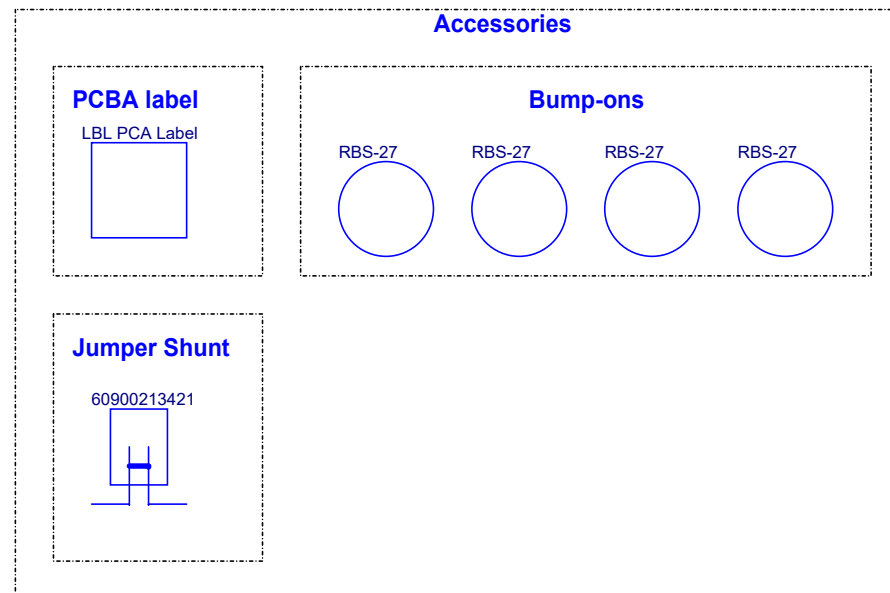 Accessories
PCBA label
LBL PCA Label
Bump-ons
RBS-27
RBS-27
RBS-27
RBS-27
Jumper Shunt
60900213421